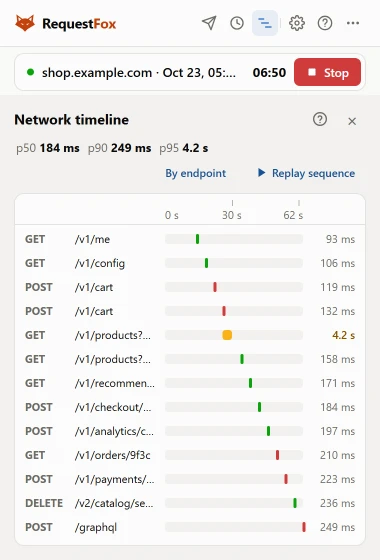 RequestFox
shop.example.com · Oct 23, 05:... 06:50 Stop
Network timeline
p50 184 ms p90 249 ms p95 4.2 s
By endpoint Replay sequence
0 s 30 s 62 s
GET /v1/me 93 ms
GET /v1/config 106 ms
POST /v1/cart 119 ms
POST /v1/cart 132 ms
GET /v1/products?... 4.2 s
GET /v1/products?... 158 ms
GET /v1/recommen... 171 ms
POST /v1/checkout/... 184 ms
POST /v1/analytics/c... 197 ms
GET /v1/orders/9f3c 210 ms
POST /v1/payments/... 223 ms
DELETE /v2/catalog/se... 236 ms
POST /graphql 249 ms